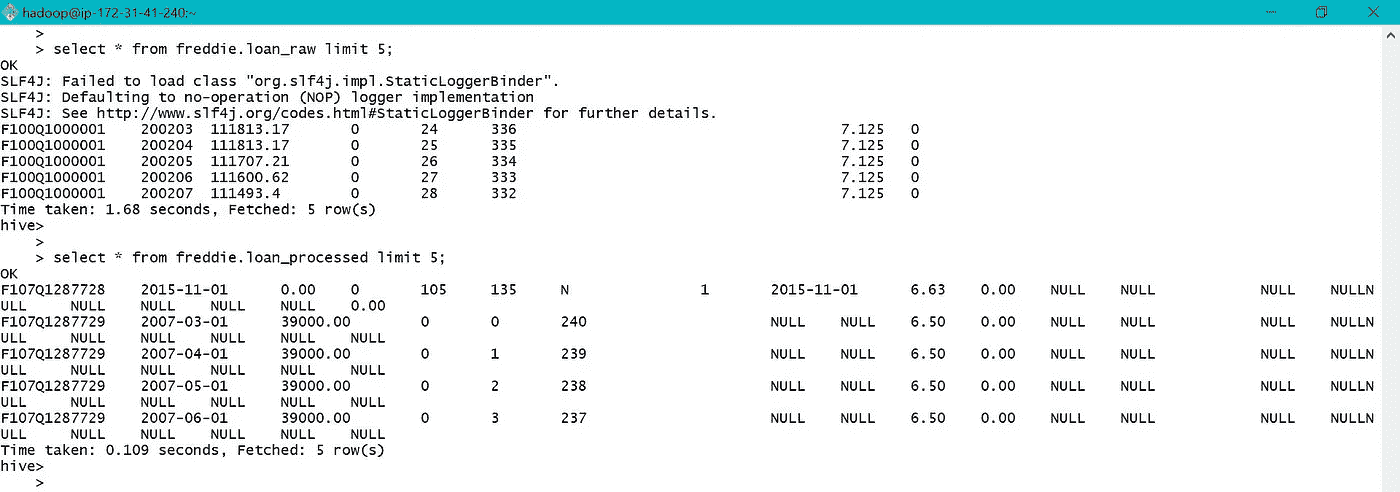 hadoop@ip-172-31-41-240:~
>
> select * from freddie.loan_raw limit 5;
OK
SLF4J: Failed to load class "org.slf4j.impl.StaticLoggerBinder".
SLF4J: Defaulting to no-operation (NOP) logger implementation
SLF4J: See http://www.slf4j.org/codes.html#StaticLoggerBinder for further details.
F100Q1000001 200203 111813.17 0 24 336 7.125 0
F100Q1000001 200204 111813.17 0 25 335 7.125 0
F100Q1000001 200205 111707.21 0 26 334 7.125 0
F100Q1000001 200206 111600.62 0 27 333 7.125 0
F100Q1000001 200207 111493.4 0 28 332 7.125 0
Time taken: 1.68 seconds, Fetched: 5 row(s)
hive>
>
> select * from freddie.loan_processed limit 5;
OK
F107Q1287728 2015-11-01 0.00 0 105 135 N 1 2015-11-01 6.63 0.00 NULL NULL NULL NULLN
ULL NULL NULL NULL NULL 0.00
F107Q1287729 2007-03-01 39000.00 0 0 240 NULL NULL 6.50 0.00 NULL NULL NULL NULLN
ULL NULL NULL NULL NULL NULL
F107Q1287729 2007-04-01 39000.00 0 1 239 NULL NULL 6.50 0.00 NULL NULL NULL NULLN
ULL NULL NULL NULL NULL NULL
F107Q1287729 2007-05-01 39000.00 0 2 238 NULL NULL 6.50 0.00 NULL NULL NULL NULLN
ULL NULL NULL NULL NULL NULL
F107Q1287729 2007-06-01 39000.00 0 3 237 NULL NULL 6.50 0.00 NULL NULL NULL NULLN
ULL NULL NULL NULL NULL NULL
Time taken: 0.109 seconds, Fetched: 5 row(s)
hive>
>